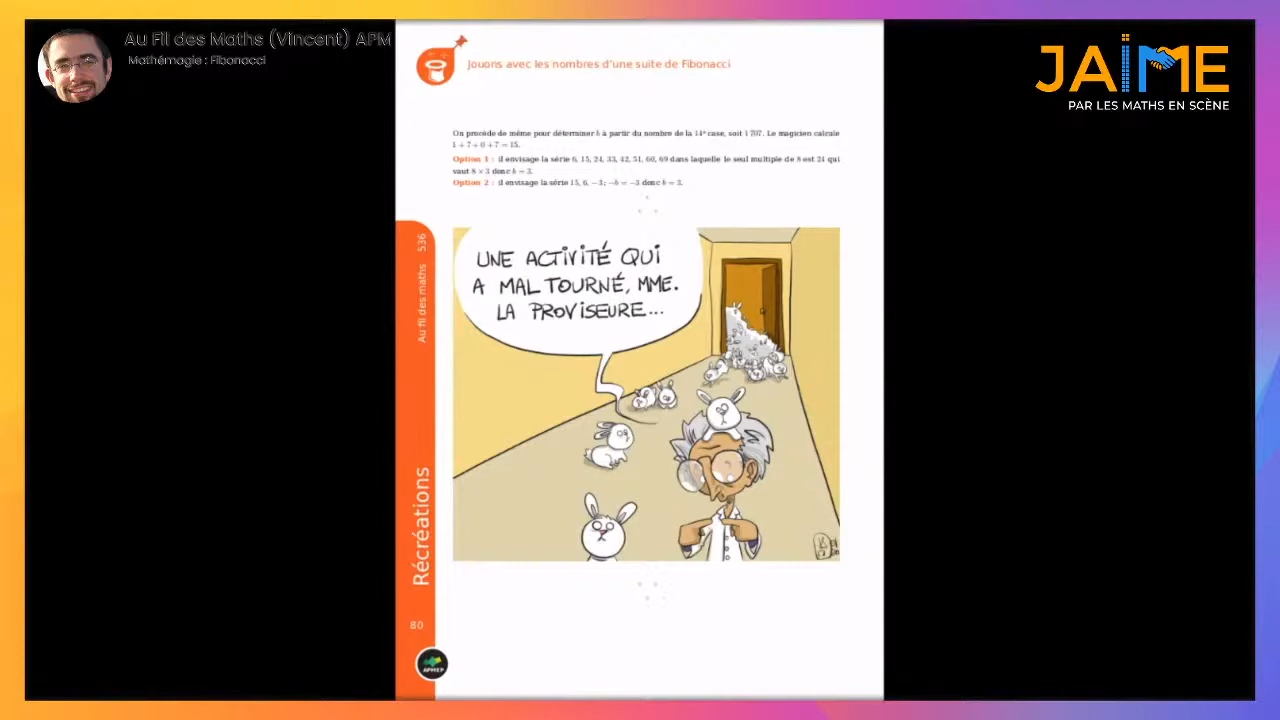 Au Fil des Maths (Vincent) APM
Mathémagie : Fibonacci
Jouons avec les nombres d'une suite de Fibonacci
JAIME
PAR LES MATHS EN SCÈNE
On procède de même pour déterminer b à partir du nombre de la 14e case, soit 1 707. Le magicien calcule
1 + 7 + 0 + 7 = 15.
Option 1 : il envisage la série 6, 15, 24, 33, 42, 51, 60, 69 dans laquelle le seul multiple de 8 est 24 qui
vaut 8 × 3 donc b = 3.
Option 2 : il envisage la série 15, 6, −3; −b = −3 donc b = 3.
UNE ACTIVITÉ QUI
A MAL TOURNÉ, MME.
LA PROVISEURE...
536
Au fil des maths
Récréations
80
APMEP